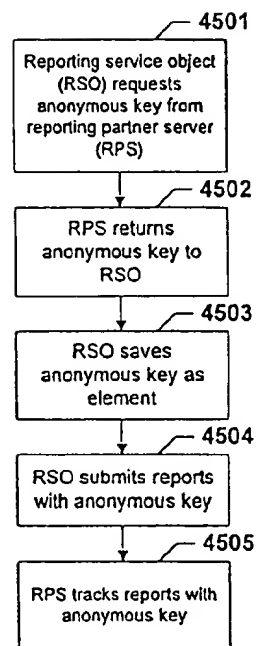 4501
Reporting service object
(RSO) requests
anonymous key from
reporting partner server
(RPS)
4502
RPS returns
anonymous key to
RSO
4503
RSO saves
anonymous key as
element
4504
RSO submits reports
with anonymous key
4505
RPS tracks reports with
anonymous key